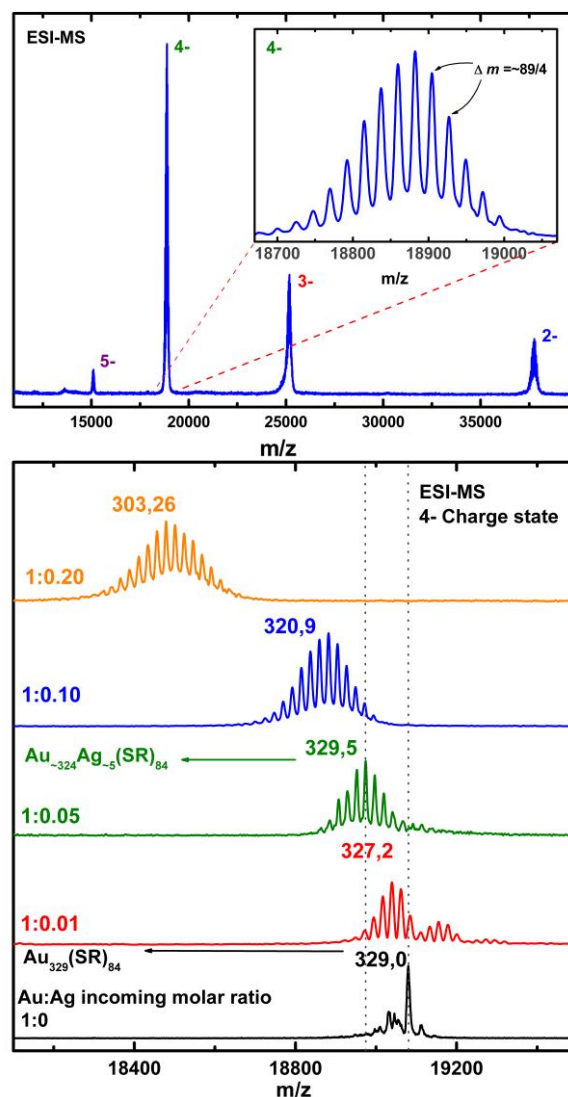 ESI-MS
4-
4-
Δ m =~89/4
18700 18800 18900 19000
m/z
3-
2-
5-
15000 20000 25000 30000 35000
m/z
303,26
ESI-MS
4- Charge state
1:0.20
320,9
1:0.10
Au~324Ag~5(SR)84
329,5
1:0.05
327,2
1:0.01
Au329(SR)84
329,0
Au:Ag incoming molar ratio
1:0
18400 18800 19200
m/z